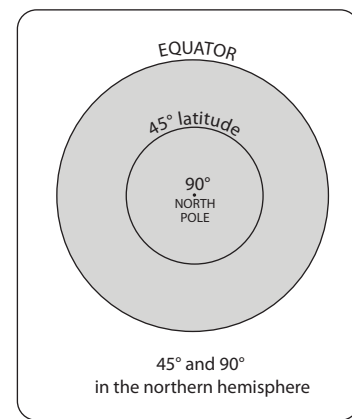 EQUATOR
45° latitude
90°
NORTH
POLE
45° and 90°
in the northern hemisphere